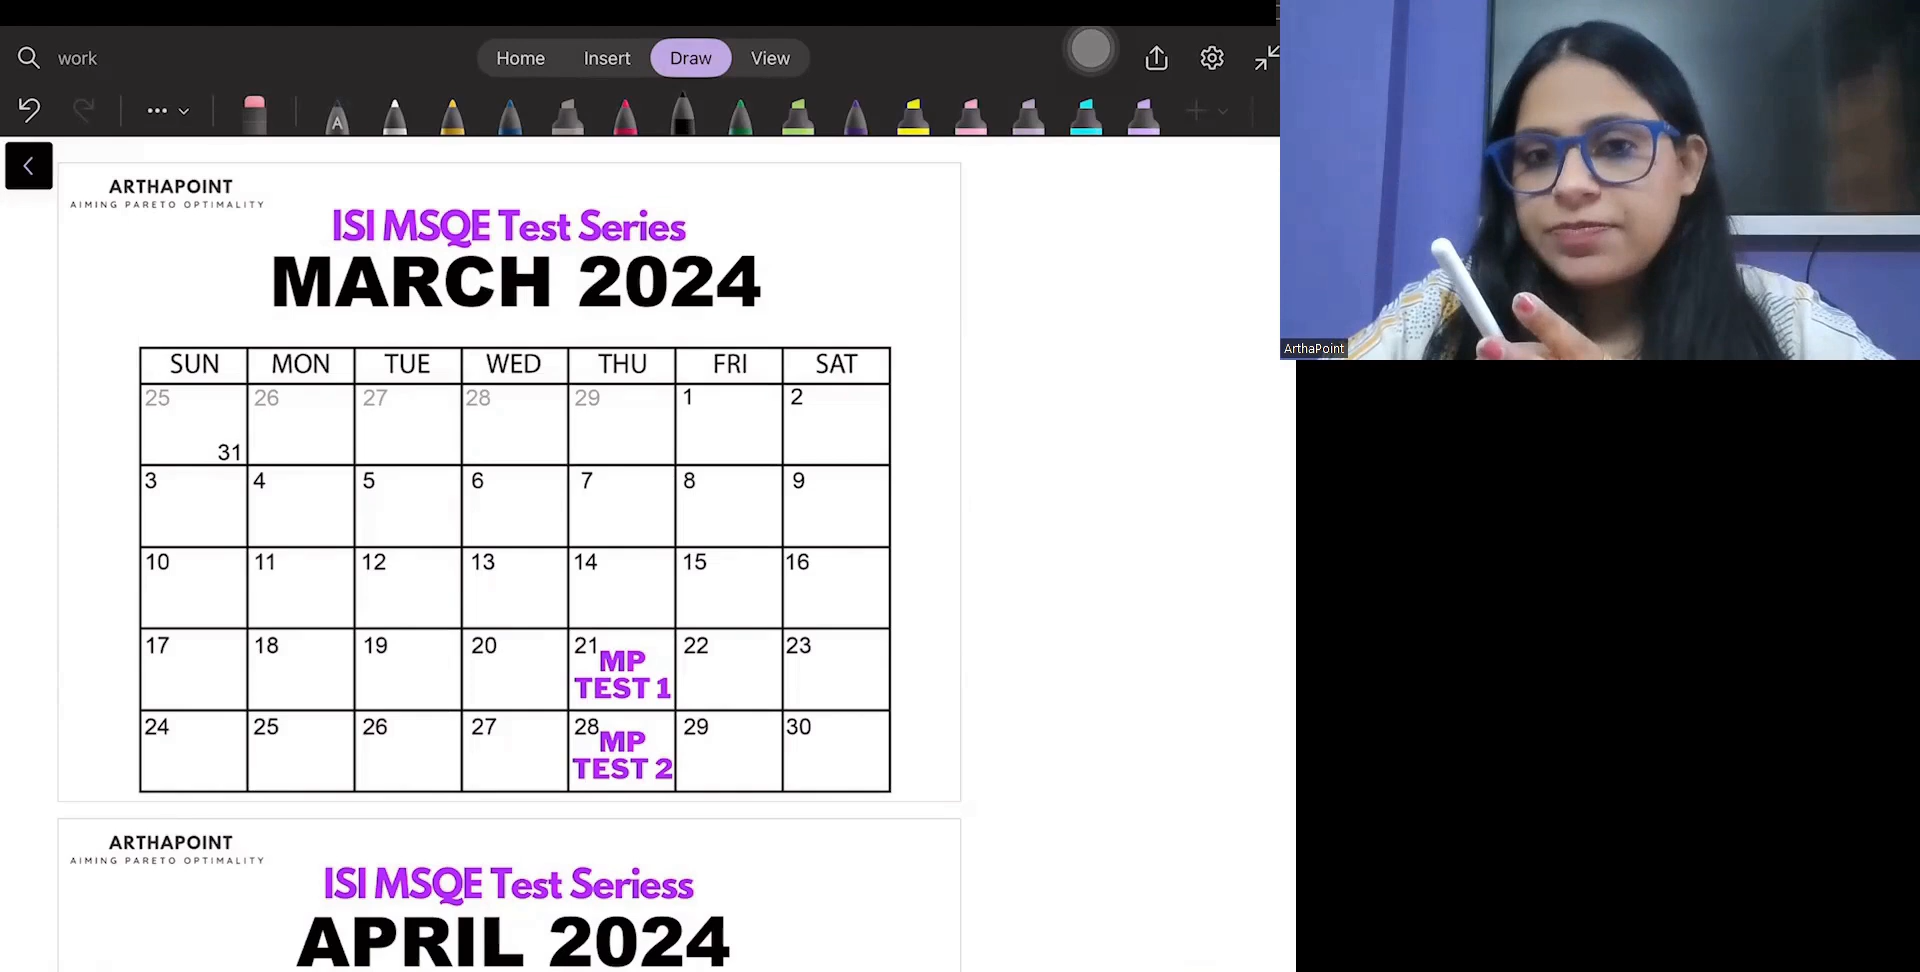 work
Home Insert Draw View
A
ARTHAPOINT
AIMING PARETO OPTIMALITY
ISI MSQE Test Series
MARCH 2024
SUN MON TUE WED THU FRI SAT
25 26 27 28 29 1 2
31
3 4 5 6 7 8 9
10 11 12 13 14 15 16
17 18 19 20 21 22 23
MP
TEST 1
24 25 26 27 28 29 30
MP
TEST 2
ARTHAPOINT
AIMING PARETO OPTIMALITY
ISI MSQE Test Seriess
APRIL 2024
ArthaPoint